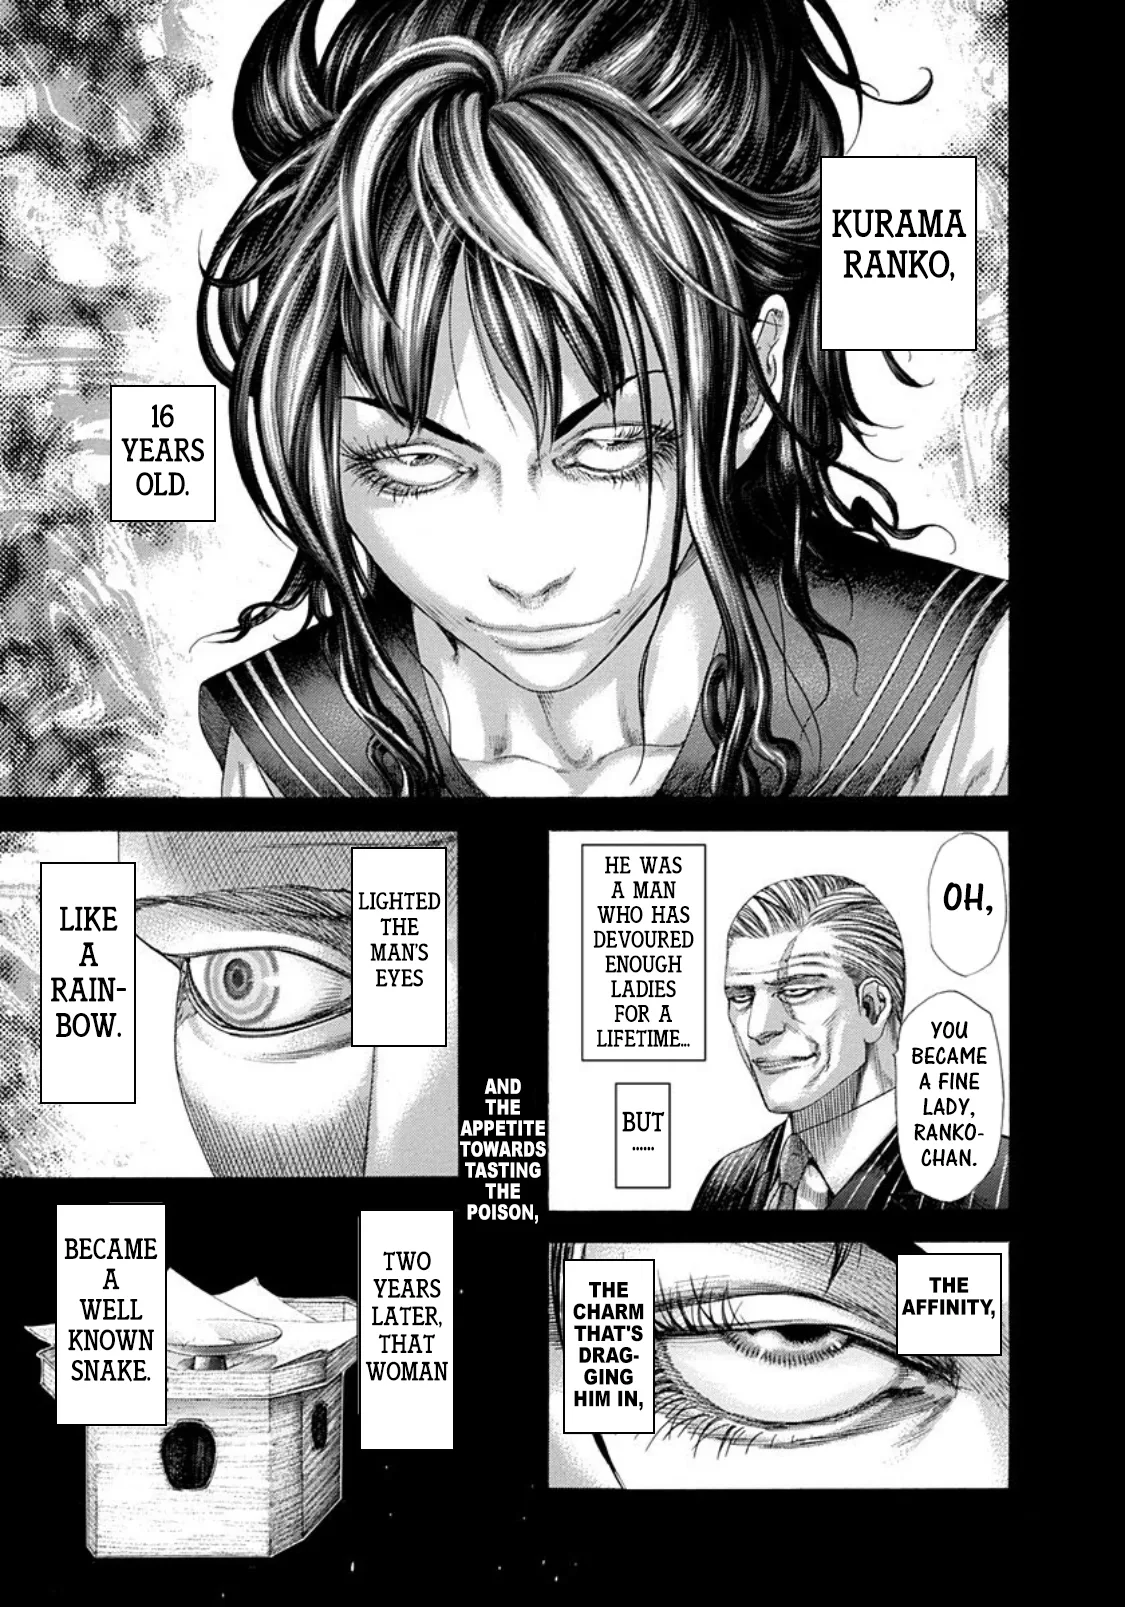 KURAMA
RANKO,
16
YEARS
OLD.
OH,
YOU
BECAME
A FINE
LADY,
RANKO-
CHAN.
HE WAS
A MAN
WHO HAS
DEVOURED
ENOUGH
LADIES
FOR A
LIFETIME...
BUT
......
THE
AFFINITY,
THE
CHARM
THAT'S
DRAG-
GING
HIM IN,
AND
THE
APPETITE
TOWARDS
TASTING
THE
POISON,
LIGHTED
THE
MAN'S
EYES
LIKE
A
RAIN-
BOW.
TWO
YEARS
LATER,
THAT
WOMAN
BECAME
A
WELL
KNOWN
SNAKE.